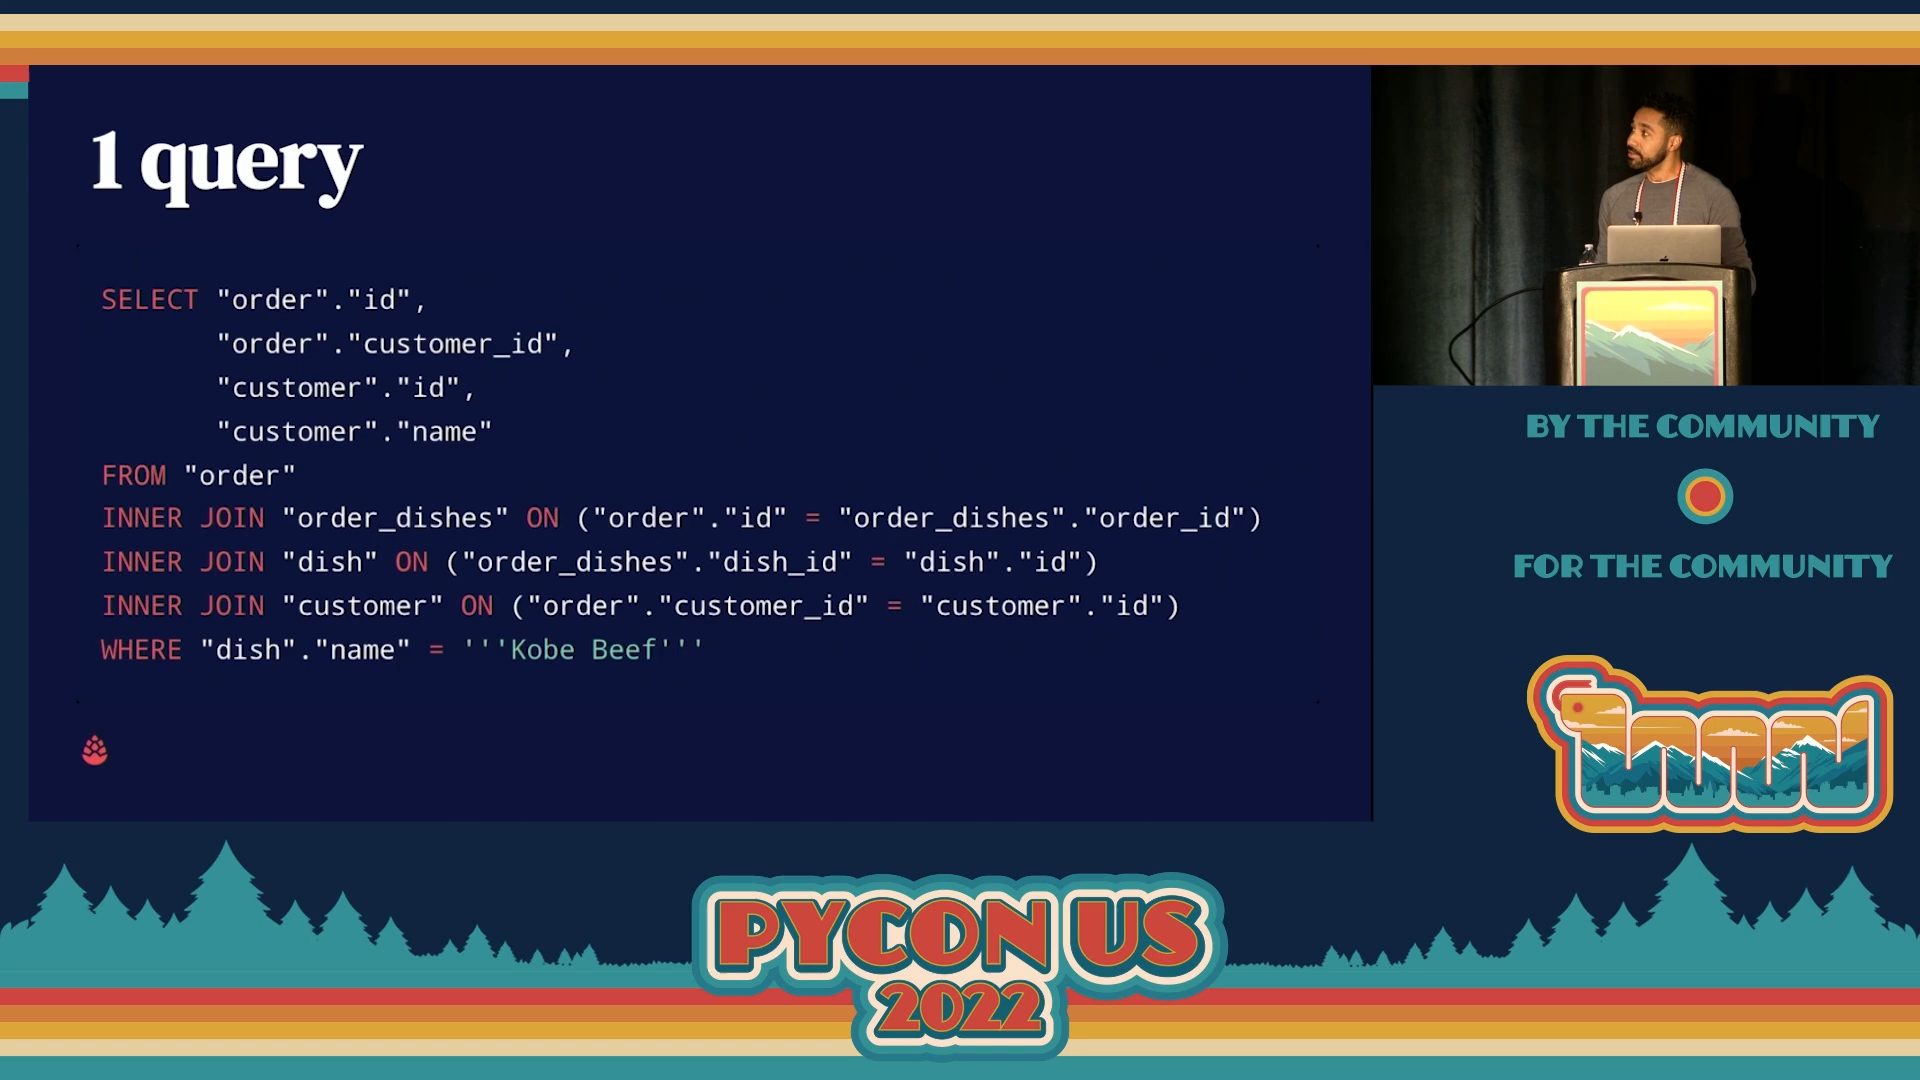 1 query
SELECT "order"."id",
"order"."customer_id",
"customer"."id",
"customer"."name"
FROM "order"
INNER JOIN "order_dishes" ON ("order"."id" = "order_dishes"."order_id")
INNER JOIN "dish" ON ("order_dishes"."dish_id" = "dish"."id")
INNER JOIN "customer" ON ("order"."customer_id" = "customer"."id")
WHERE "dish"."name" = '''Kobe Beef'''
BY THE COMMUNITY
FOR THE COMMUNITY
PYCON US
2022